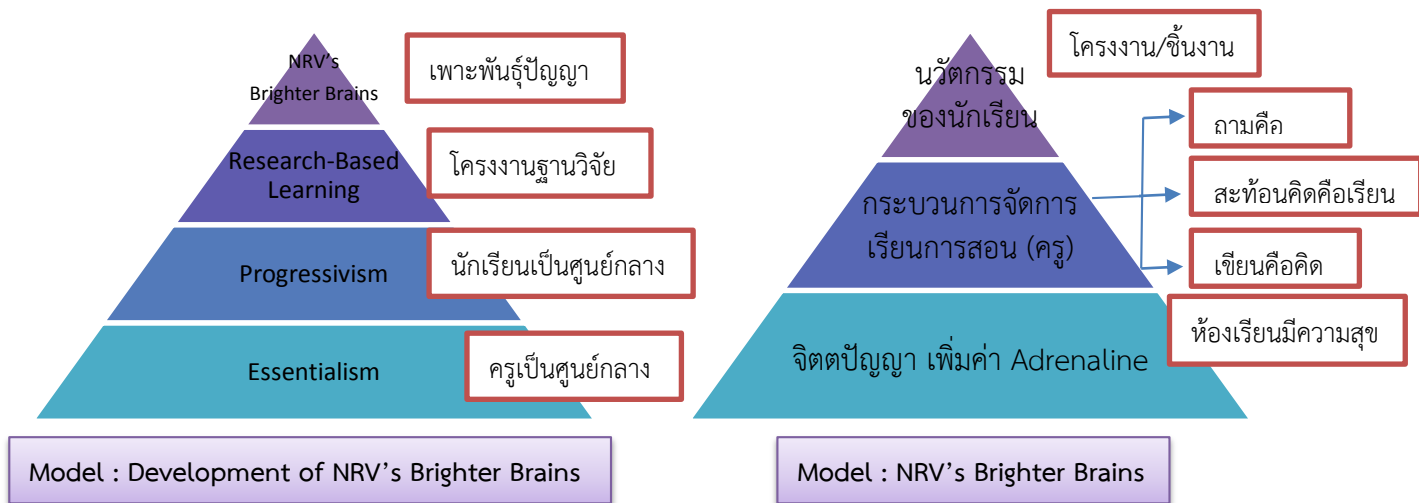 NRV's
Brighter Brains
เพาะพันธุ์ปัญญา
Research-Based
Learning
โครงงานฐานวิจัย
Progressivism
นักเรียนเป็นศูนย์กลาง
Essentialism
ครูเป็นศูนย์กลาง
Model : Development of NRV's Brighter Brains
โครงงาน/ชิ้นงาน
นวัตกรรม
ของนักเรียน
ถามคือ
สะท้อนคิดคือเรียน
กระบวนการจัดการ
เรียนการสอน (ครู)
เขียนคือคิด
ห้องเรียนมีความสุข
จิตตปัญญา เพิ่มค่า Adrenaline
Model : NRV's Brighter Brains